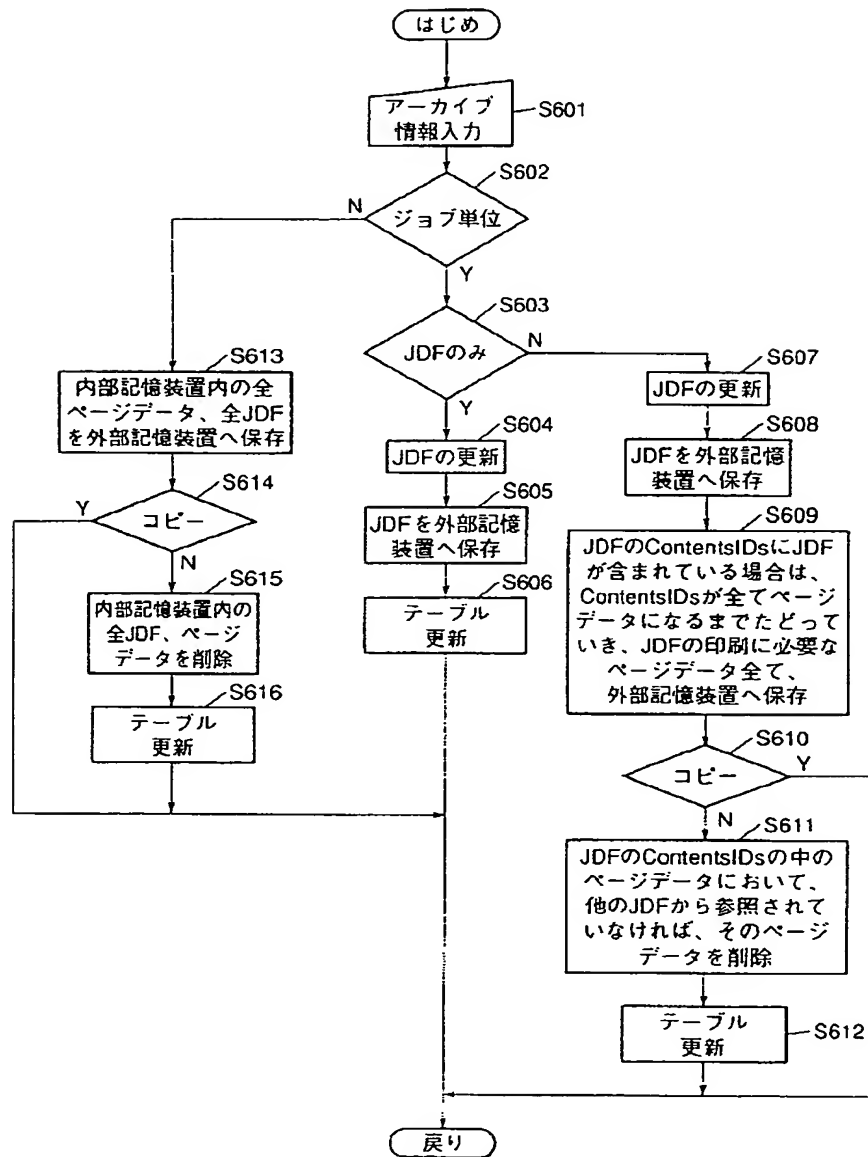 はじめ
アーカイブ
情報入力
S601
S602
ジョブ単位
N
Y
S603
JDFのみ
N
Y
S613
内部記憶装置内の全
ページデータ、全JDF
を外部記憶装置へ保存
S614
コピー
Y
N
S615
内部記憶装置内の
全JDF、ページ
データを削除
S616
テーブル
更新
S604
JDFの更新
S605
JDFを外部記憶
装置へ保存
S606
テーブル
更新
S607
JDFの更新
S608
JDFを外部記憶
装置へ保存
S609
JDFのContentsIDsにJDF
が含まれている場合は、
ContentsIDsが全てページ
データになるまでたどって
いき、JDFの印刷に必要な
ページデータ全て、
外部記憶装置へ保存
S610
コピー
Y
N
S611
JDFのContentsIDsの中の
ページデータにおいて、
他のJDFから参照されて
いなければ、そのページ
データを削除
テーブル
更新
S612
戻り